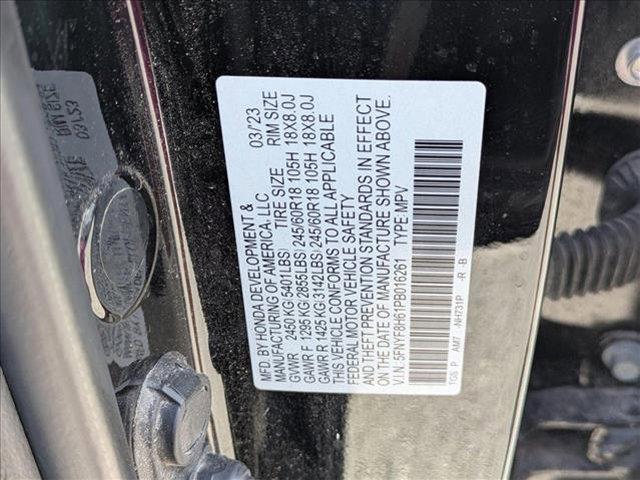 MFD. BY HONDA DEVELOPMENT &
MANUFACTURING OF AMERICA, LLC 03/'23
TIRE SIZE RIM SIZE
GVWR 2450 KG 5401LBS
GAWR F 1295 KG/2855LBS 245/60R18 105H 18X8.0J
GAWR R 1425 KG/3142LBS 245/60R18 105H 18X8.0J
THIS VEHICLE CONFORMS TO ALL APPLICABLE
FEDERAL MOTOR VEHICLE SAFETY
AND THEFT PREVENTION STANDARDS IN EFFECT
ON THE DATE OF MANUFACTURE SHOWN ABOVE.
V.I.N.: 5FNYF8H61PB016261 TYPE: MPV
TG8 P AM7 -NH731P -R -B